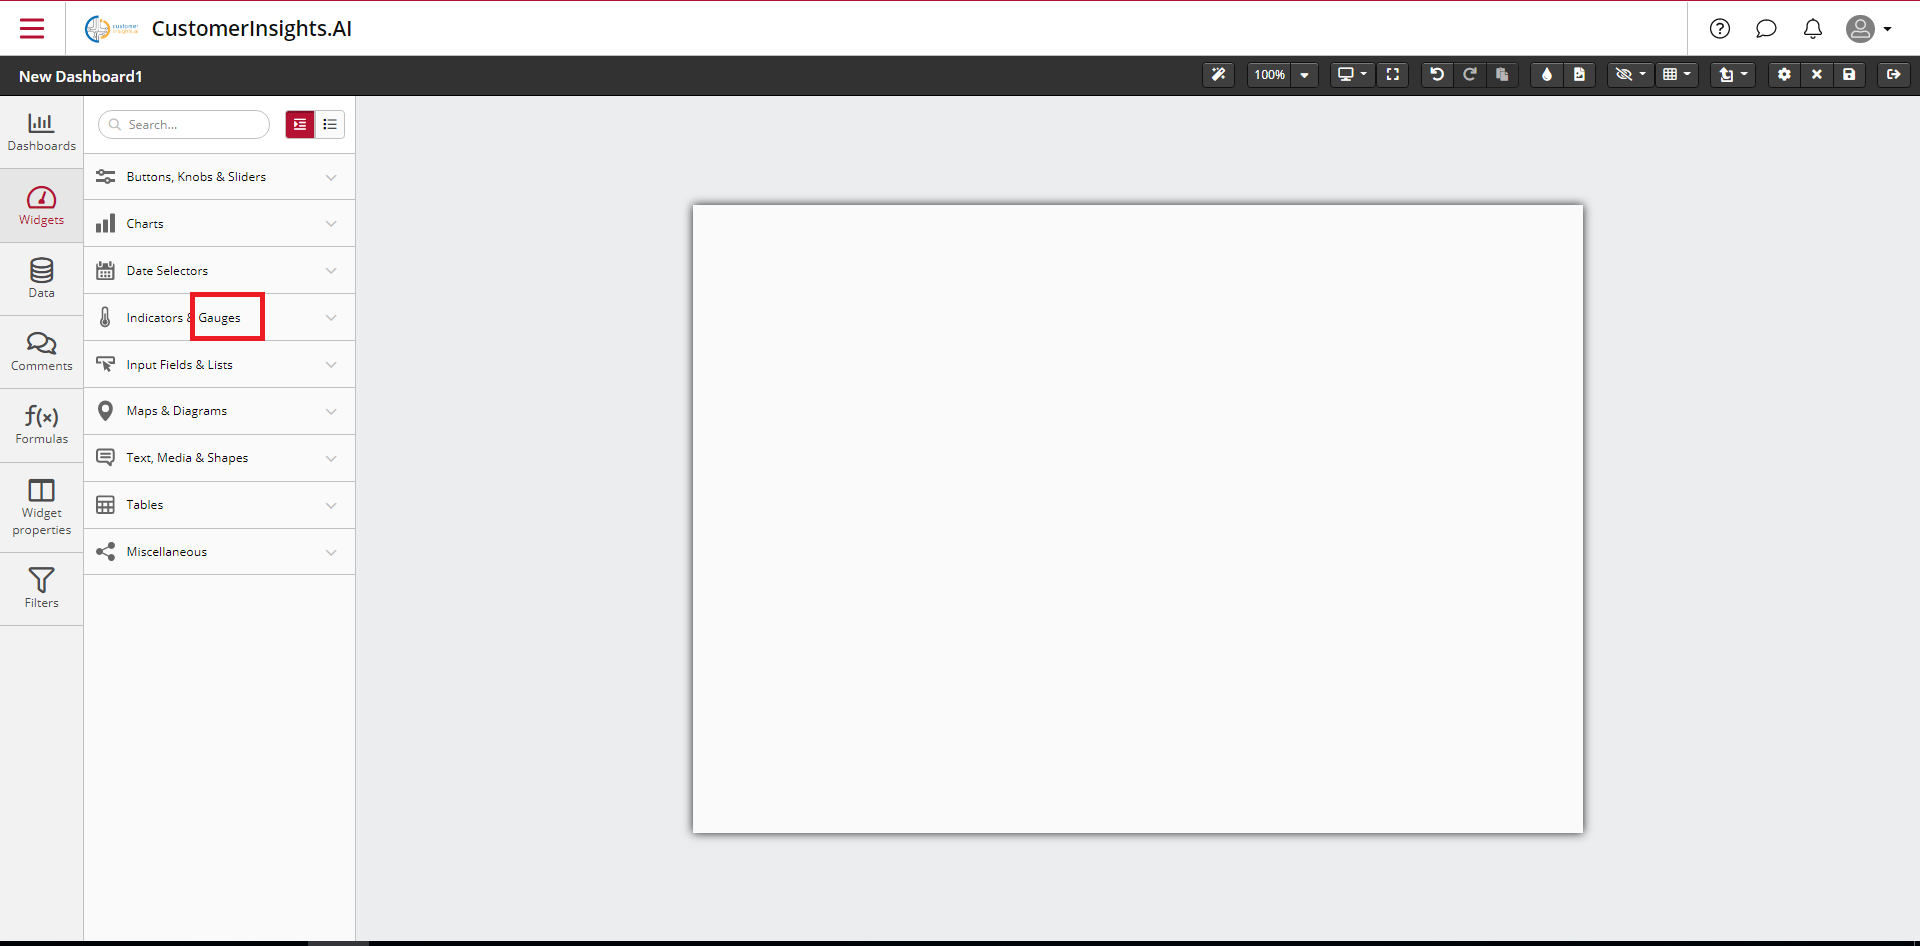 CustomerInsights.AI
New Dashboard1
100%
Dashboards
Widgets
Data
Comments
Formulas
Widget
properties
Filters
Search...
Buttons, Knobs & Sliders
Charts
Date Selectors
Indicators & Gauges
Input Fields & Lists
Maps & Diagrams
Text, Media & Shapes
Tables
Miscellaneous